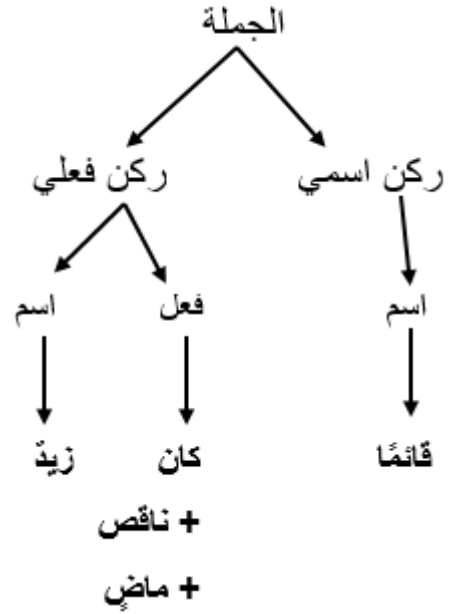 الجملة
ركن اسمي ركن فعلي
اسم فعل اسم
قائمًا كان زيدٌ
+ ناقص
+ ماضٍ